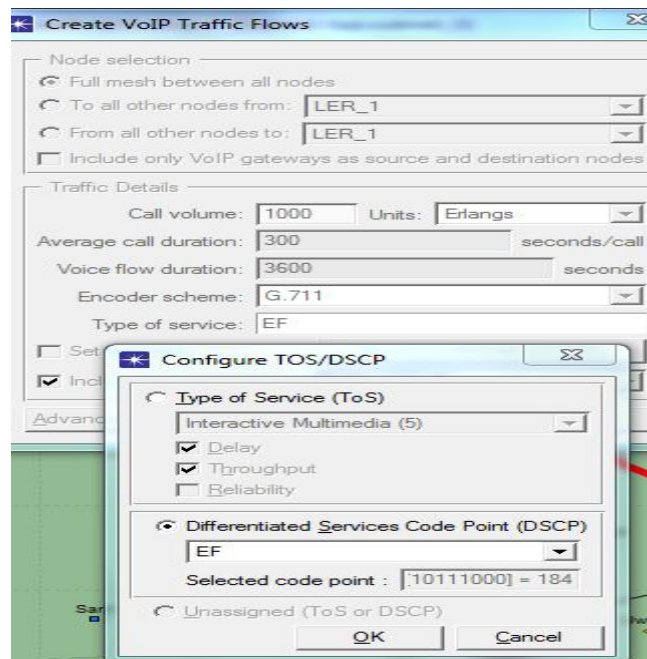 Create VoIP Traffic Flows
Node selection
Full mesh between all nodes
To all other nodes from: LER_1
From all other nodes to: LER_1
Include only VoIP gateways as source and destination nodes
Traffic Details
Call volume: 1000 Units: Erlangs
Average call duration: 300 seconds/call
Voice flow duration: 3600 seconds
Encoder scheme: G.711
Type of service: EF
Set
Incl
Advanc
Configure TOS/DSCP
Type of Service (ToS)
Interactive Multimedia (5)
Delay
Throughput
Reliability
Differentiated Services Code Point (DSCP)
EF
Selected code point : [10111000] = 184
Unassigned (ToS or DSCP)
OK Cancel
Sar